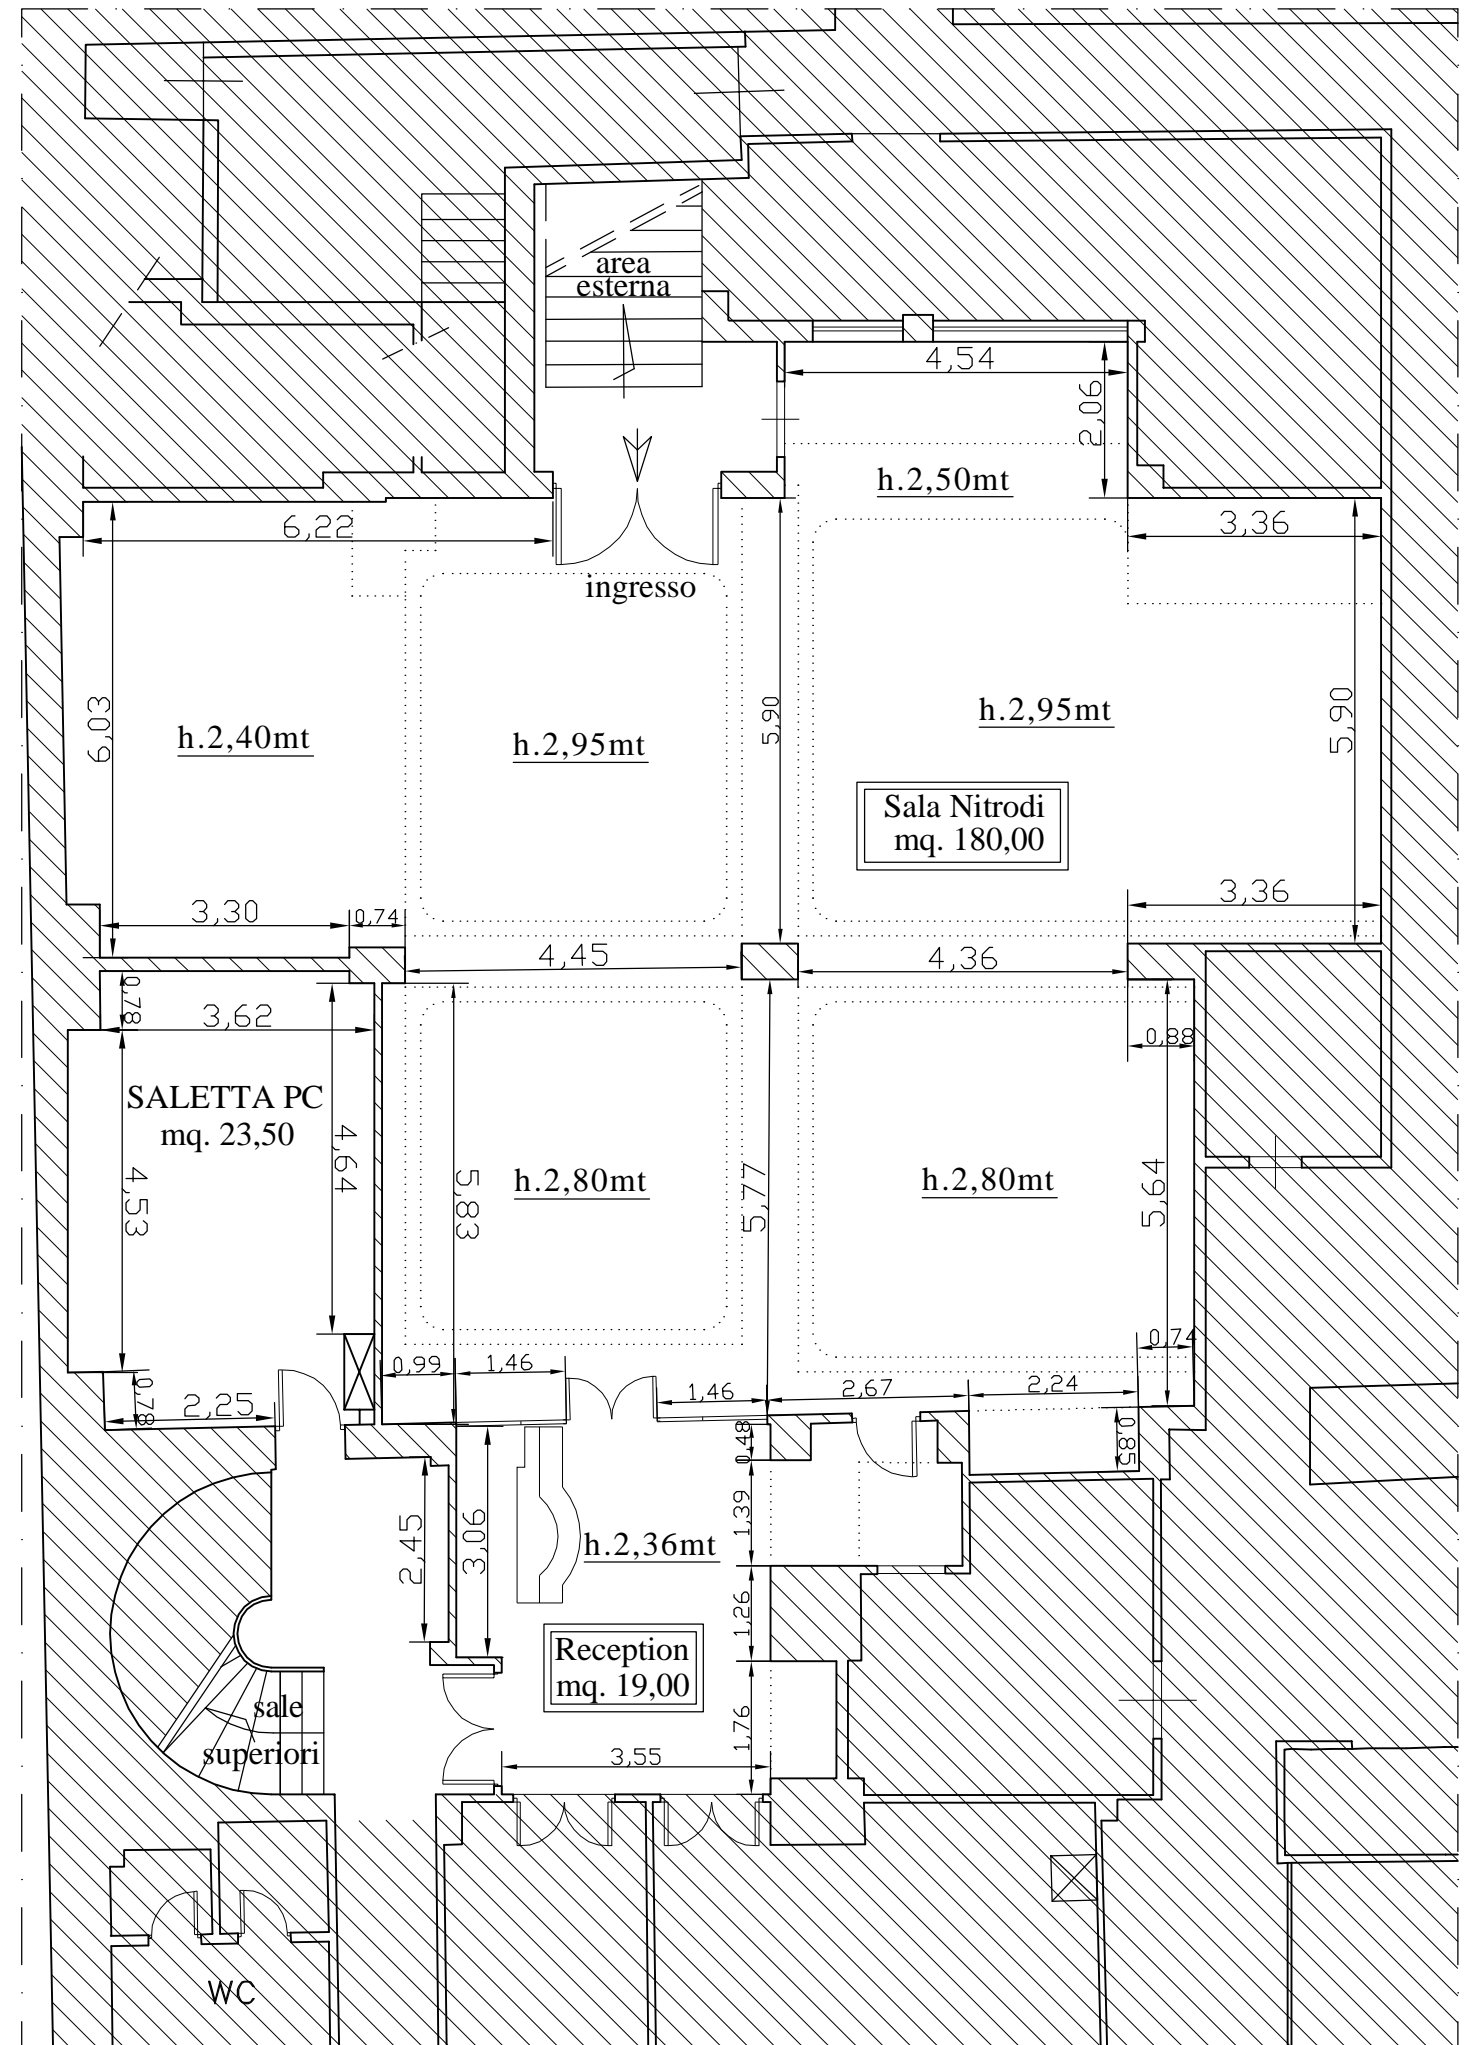 area
esterna
4,54
2,06
h.2,50mt
6,22
3,36
ingresso
6,03
5,90
5,90
h.2,40mt
h.2,95mt
h.2,95mt
Sala Nitrodi
mq. 180,00
3,30
0,74
3,36
4,45
4,36
0,78
3,62
0,88
SALETTA PC
mq. 23,50
4,64
4,53
5,83
5,77
5,64
h.2,80mt
h.2,80mt
0,74
0,99
1,46
1,46
2,67
2,24
0,78
2,25
0,48
0,85
2,45
3,06
1,39
h.2,36mt
1,26
Reception
mq. 19,00
sale
superiori
1,76
3,55
WC